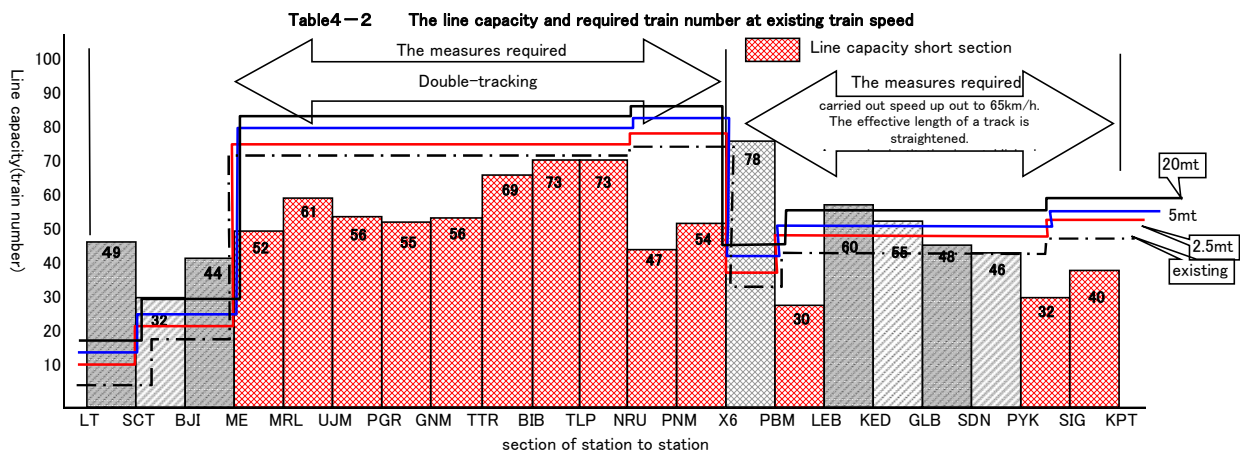 Table4－2 The line capacity and required train number at existing train speed
Line capacity(train number)
100
90
80
70
60
50
40
30
20
10
The measures required
Double-tracking
Line capacity short section
The measures required
carried out speed up out to 65km/h.
The effective length of a track is
straightened.
20mt
5mt
2.5mt
existing
49
32
44
52
61
56
55
56
69
73
73
47
54
78
30
60
55
48
46
32
40
LT SCT BJI ME MRL UJM PGR GNM TTR BIB TLP NRU PNM X6 PBM LEB KED GLB SDN PYK SIG KPT
section of station to station